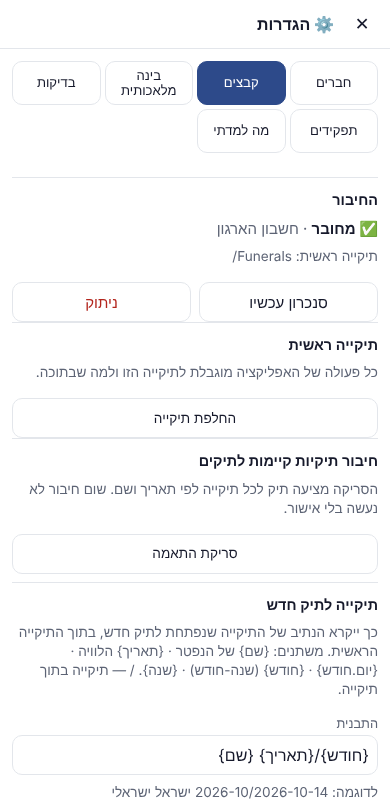 ⚙️ הגדרות ✕
חברים
קבצים
בינה
מלאכותית
בדיקות
תפקידים
מה למדתי
החיבור
✅ מחובר · חשבון הארגון
תיקייה ראשית: Funerals/
סנכרון עכשיו
ניתוק
תיקייה ראשית
כל פעולה של האפליקציה מוגבלת לתיקייה הזו ולמה שבתוכה.
החלפת תיקייה
חיבור תיקיות קיימות לתיקים
הסריקה מציעה תיק לכל תיקייה לפי תאריך ושם. שום חיבור לא
נעשה בלי אישור.
סריקת התאמה
תיקייה לתיק חדש
כך ייקרא הנתיב של התיקייה שנפתחת לתיק חדש, בתוך התיקייה
הראשית. משתנים: {שם} של הנפטר · {תאריך} הלוויה ·
{יום.חודש} · {חודש} (שנה-חודש) · {שנה}. / — תיקייה בתוך
תיקייה.
התבנית
{חודש}/{תאריך} {שם}
לדוגמה: 2026-10/2026-10-14 ישראל ישראלי